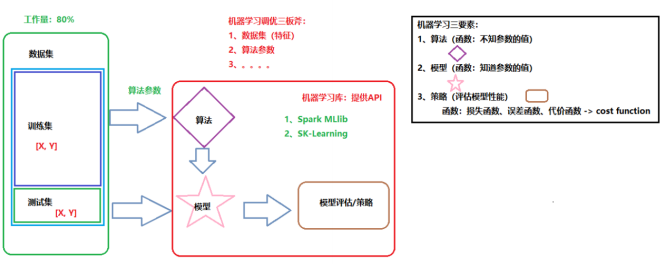 工作量：80%
数据集
训练集
[X, Y]
测试集
[X, Y]
算法参数
机器学习调优三板斧：
1、数据集（特征）
2、算法参数
3、。。。。
机器学习库：提供API
1、Spark MLlib
2、SK-Learning
算法
模型
模型评估/策略
机器学习三要素：
1、算法（函数：不知参数的值）
2、模型（函数：知道参数的值）
3、策略（评估模型性能）
函数：损失函数、误差函数、代价函数 -> cost function